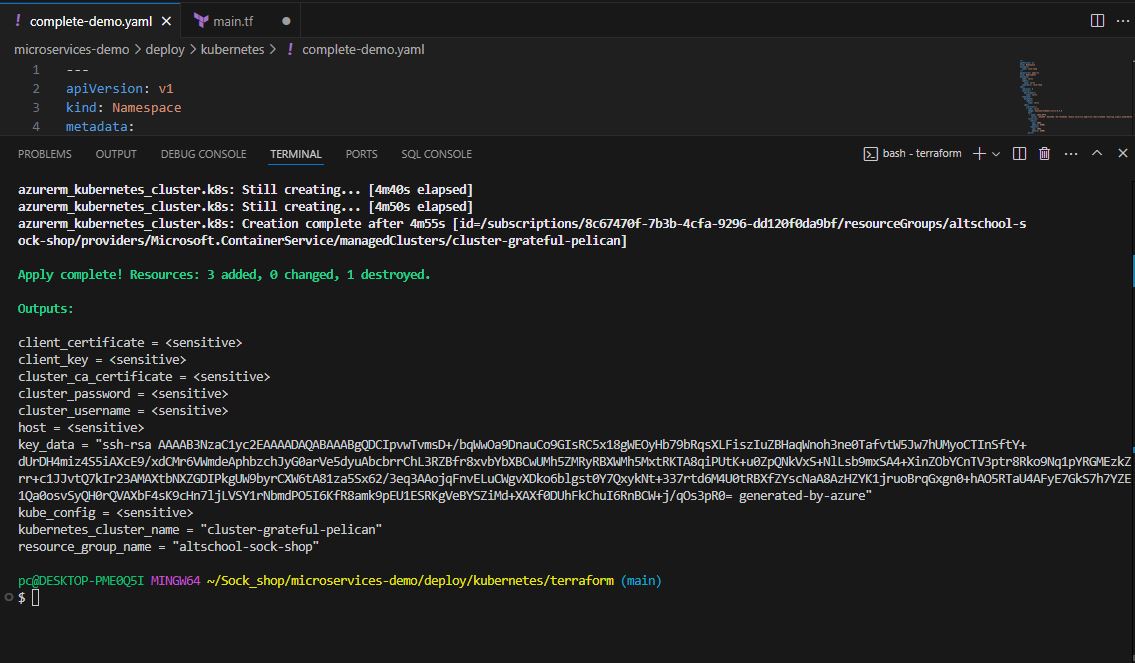 complete-demo.yaml
main.tf
microservices-demo > deploy > kubernetes > complete-demo.yaml
1 ---
2 apiVersion: v1
3 kind: Namespace
4 metadata:
PROBLEMS OUTPUT DEBUG CONSOLE TERMINAL PORTS SQL CONSOLE
bash - terraform
azurerm_kubernetes_cluster.k8s: Still creating... [4m40s elapsed]
azurerm_kubernetes_cluster.k8s: Still creating... [4m50s elapsed]
azurerm_kubernetes_cluster.k8s: Creation complete after 4m55s [id=/subscriptions/8c67470f-7b3b-4cfa-9296-dd120f0da9bf/resourceGroups/altschool-s
ock-shop/providers/Microsoft.ContainerService/managedClusters/cluster-grateful-pelican]
Apply complete! Resources: 3 added, 0 changed, 1 destroyed.
Outputs:
client_certificate = <sensitive>
client_key = <sensitive>
cluster_ca_certificate = <sensitive>
cluster_password = <sensitive>
cluster_username = <sensitive>
host = <sensitive>
key_data = "ssh-rsa AAAAB3NzaC1yc2EAAAADAQABAAABgQDCIpvwTvmsD+/bqWwOa9DnauCo9GIsRC5x18gWEOyHb79bRqsXLFiszIuZBHaqWnoh3ne0TafvtW5Jw7hUMyoCTInSftY+
dUrDH4miz4S5iAXcE9/xdCMr6VWmdeAphbzchJyG0arVe5dyuAbcbrrChL3RZBfr8xvbYbXBCwUMh5ZMRyRBXWMh5MxtRKTA8qiPUtK+u0ZpQNkVxS+NlLsb9mxSA4+XinZObYCnTV3ptr8Rko9Nq1pYRGMEzkZ
rr+c1JJvtQ7kIr23AMAXtbNXZGDIPkgUW9byrCXW6tA81za5Sx62/3eq3AAojqFnvELuCWgvXDko6blgst0Y7QxykNt+337rtd6M4U0tRBXfZYscNaA8AzHZYK1jruoBrqGxgn0+hAO5RTaU4AFyE7GkS7h7YZE
1Qa0osvSyQH0rQVAXbF4sK9cHn7ljLVSY1rNbmdPO5I6KfR8amk9pEU1ESRKgVeBYSZiMd+XAXf0DUhFkChuI6RnBCW+j/qOs3pR0= generated-by-azure"
kube_config = <sensitive>
kubernetes_cluster_name = "cluster-grateful-pelican"
resource_group_name = "altschool-sock-shop"
pc@DESKTOP-PME0Q5I MINGW64 ~/Sock_shop/microservices-demo/deploy/kubernetes/terraform (main)
$